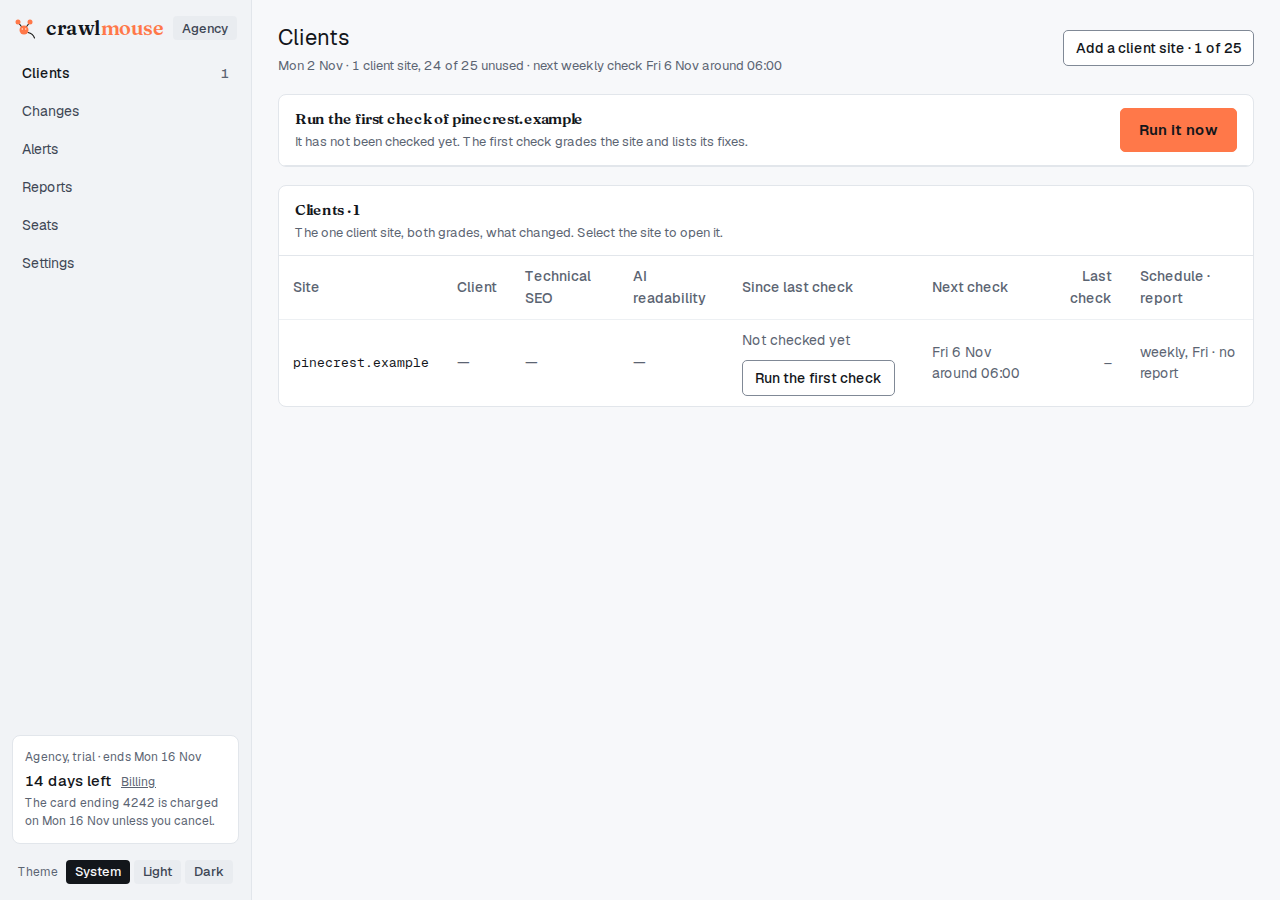 crawlmouse Agency
Clients 1
Changes
Alerts
Reports
Seats
Settings
Agency, trial · ends Mon 16 Nov
14 days left Billing
The card ending 4242 is charged
on Mon 16 Nov unless you cancel.
Theme System Light Dark
Clients
Mon 2 Nov · 1 client site, 24 of 25 unused · next weekly check Fri 6 Nov around 06:00
Add a client site · 1 of 25
Run the first check of pinecrest.example
It has not been checked yet. The first check grades the site and lists its fixes.
Run it now
Clients · 1
The one client site, both grades, what changed. Select the site to open it.
Site Client Technical SEO AI readability Since last check Next check Last check Schedule · report
pinecrest.example — — — Not checked yet Fri 6 Nov around 06:00 – weekly, Fri · no report
Run the first check